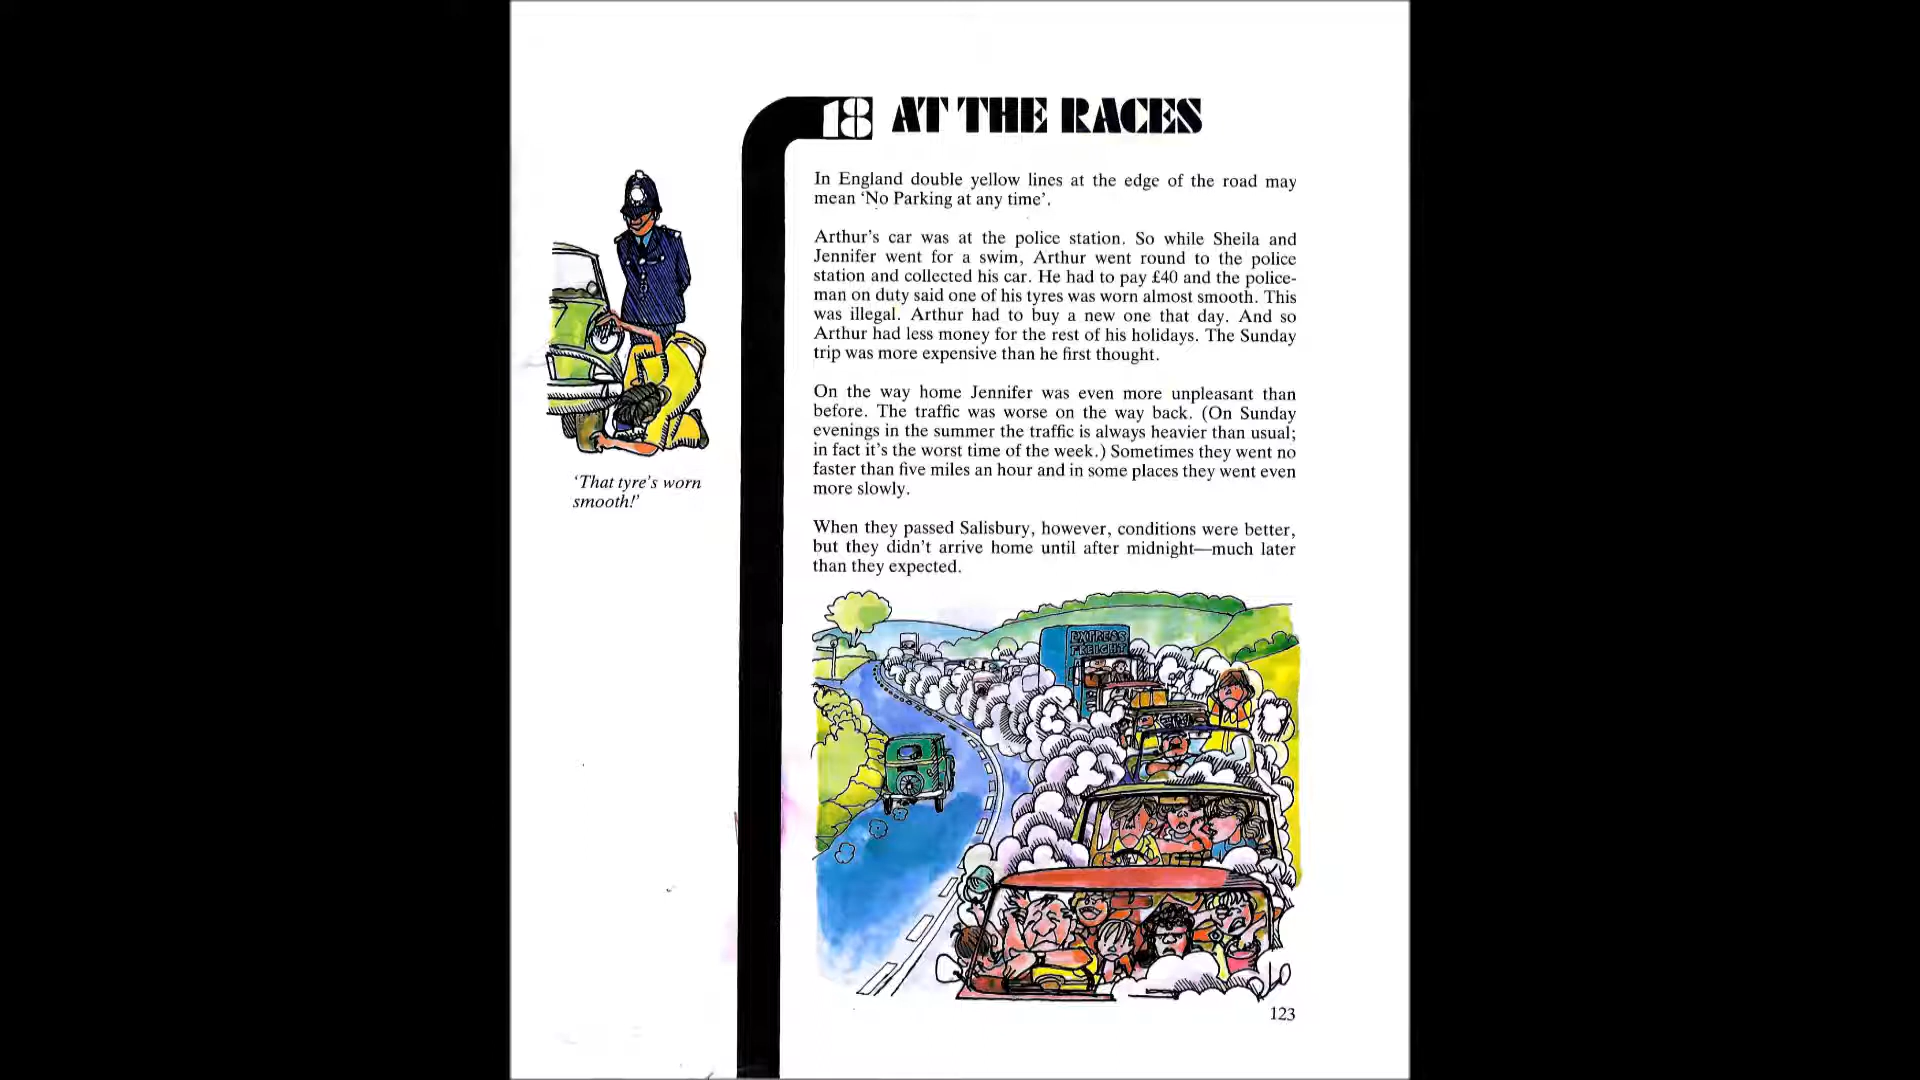 18 AT THE RACES
In England double yellow lines at the edge of the road may
mean ‘No Parking at any time’.
Arthur’s car was at the police station. So while Sheila and
Jennifer went for a swim, Arthur went round to the police
station and collected his car. He had to pay £40 and the police-
man on duty said one of his tyres was worn almost smooth. This
was illegal. Arthur had to buy a new one that day. And so
Arthur had less money for the rest of his holidays. The Sunday
trip was more expensive than he first thought.
On the way home Jennifer was even more unpleasant than
before. The traffic was worse on the way back. (On Sunday
evenings in the summer the traffic is always heavier than usual;
in fact it’s the worst time of the week.) Sometimes they went no
faster than five miles an hour and in some places they went even
more slowly.
When they passed Salisbury, however, conditions were better,
but they didn’t arrive home until after midnight—much later
than they expected.
‘That tyre’s worn
smooth!’
EXPRESS
FREIGHT
123